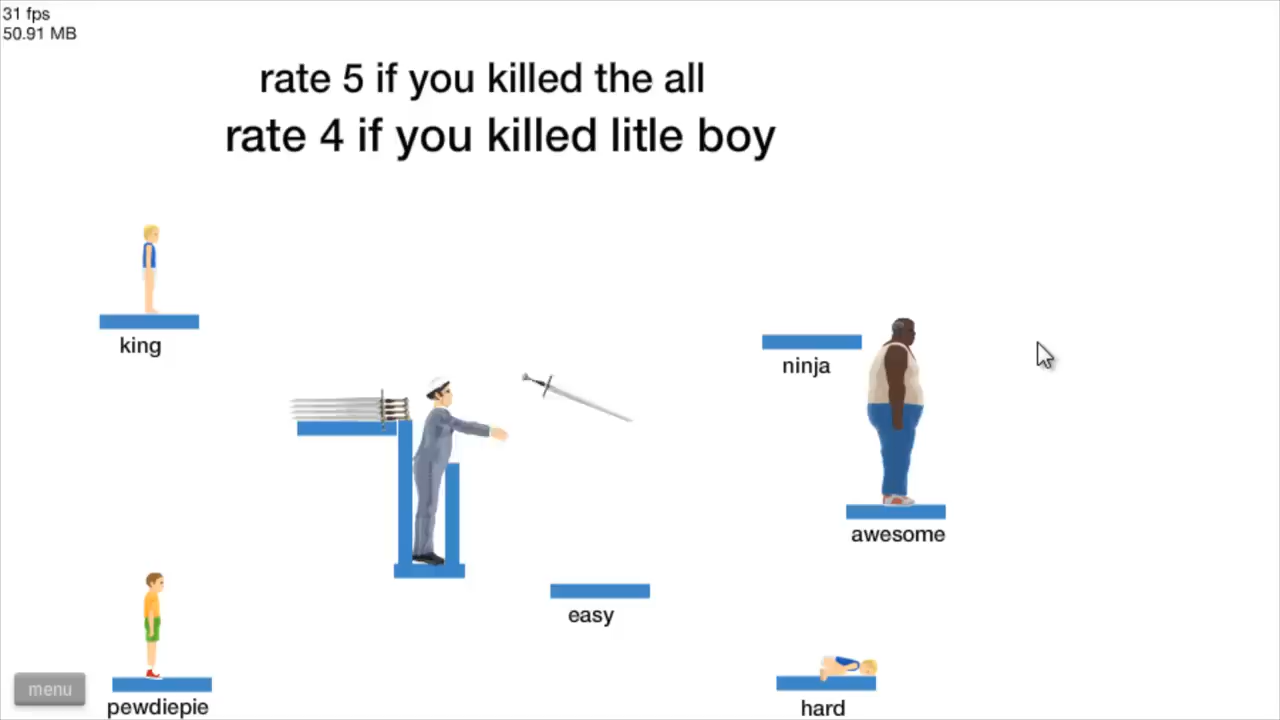 31 fps
50.91 MB
rate 5 if you killed the all
rate 4 if you killed litle boy
king
ninja
awesome
easy
menu
pewdiepie
hard